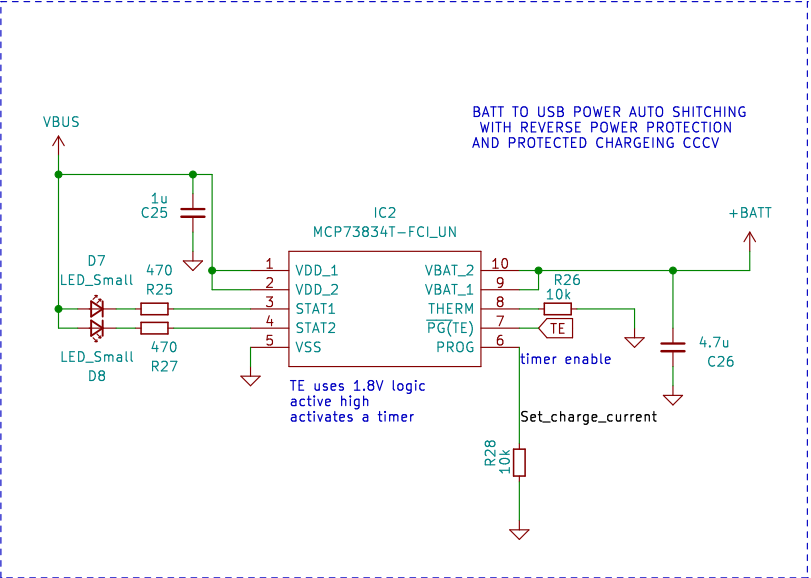 BATT TO USB POWER AUTO SHITCHING
WITH REVERSE POWER PROTECTION
AND PROTECTED CHARGEING CCCV
VBUS
1u
C25
IC2
MCP73834T-FCI_UN
+BATT
D7
LED_Small
470
R25
1
VDD_1
2
VDD_2
3
STAT1
4
STAT2
5
VSS
VBAT_2
10
VBAT_1
9
THERM
8
PG(TE)
7
PROG
6
R26
10k
TE
timer enable
4.7u
C26
LED_Small
D8
470
R27
TE uses 1.8V logic
active high
activates a timer
Set_charge_current
R28
10k